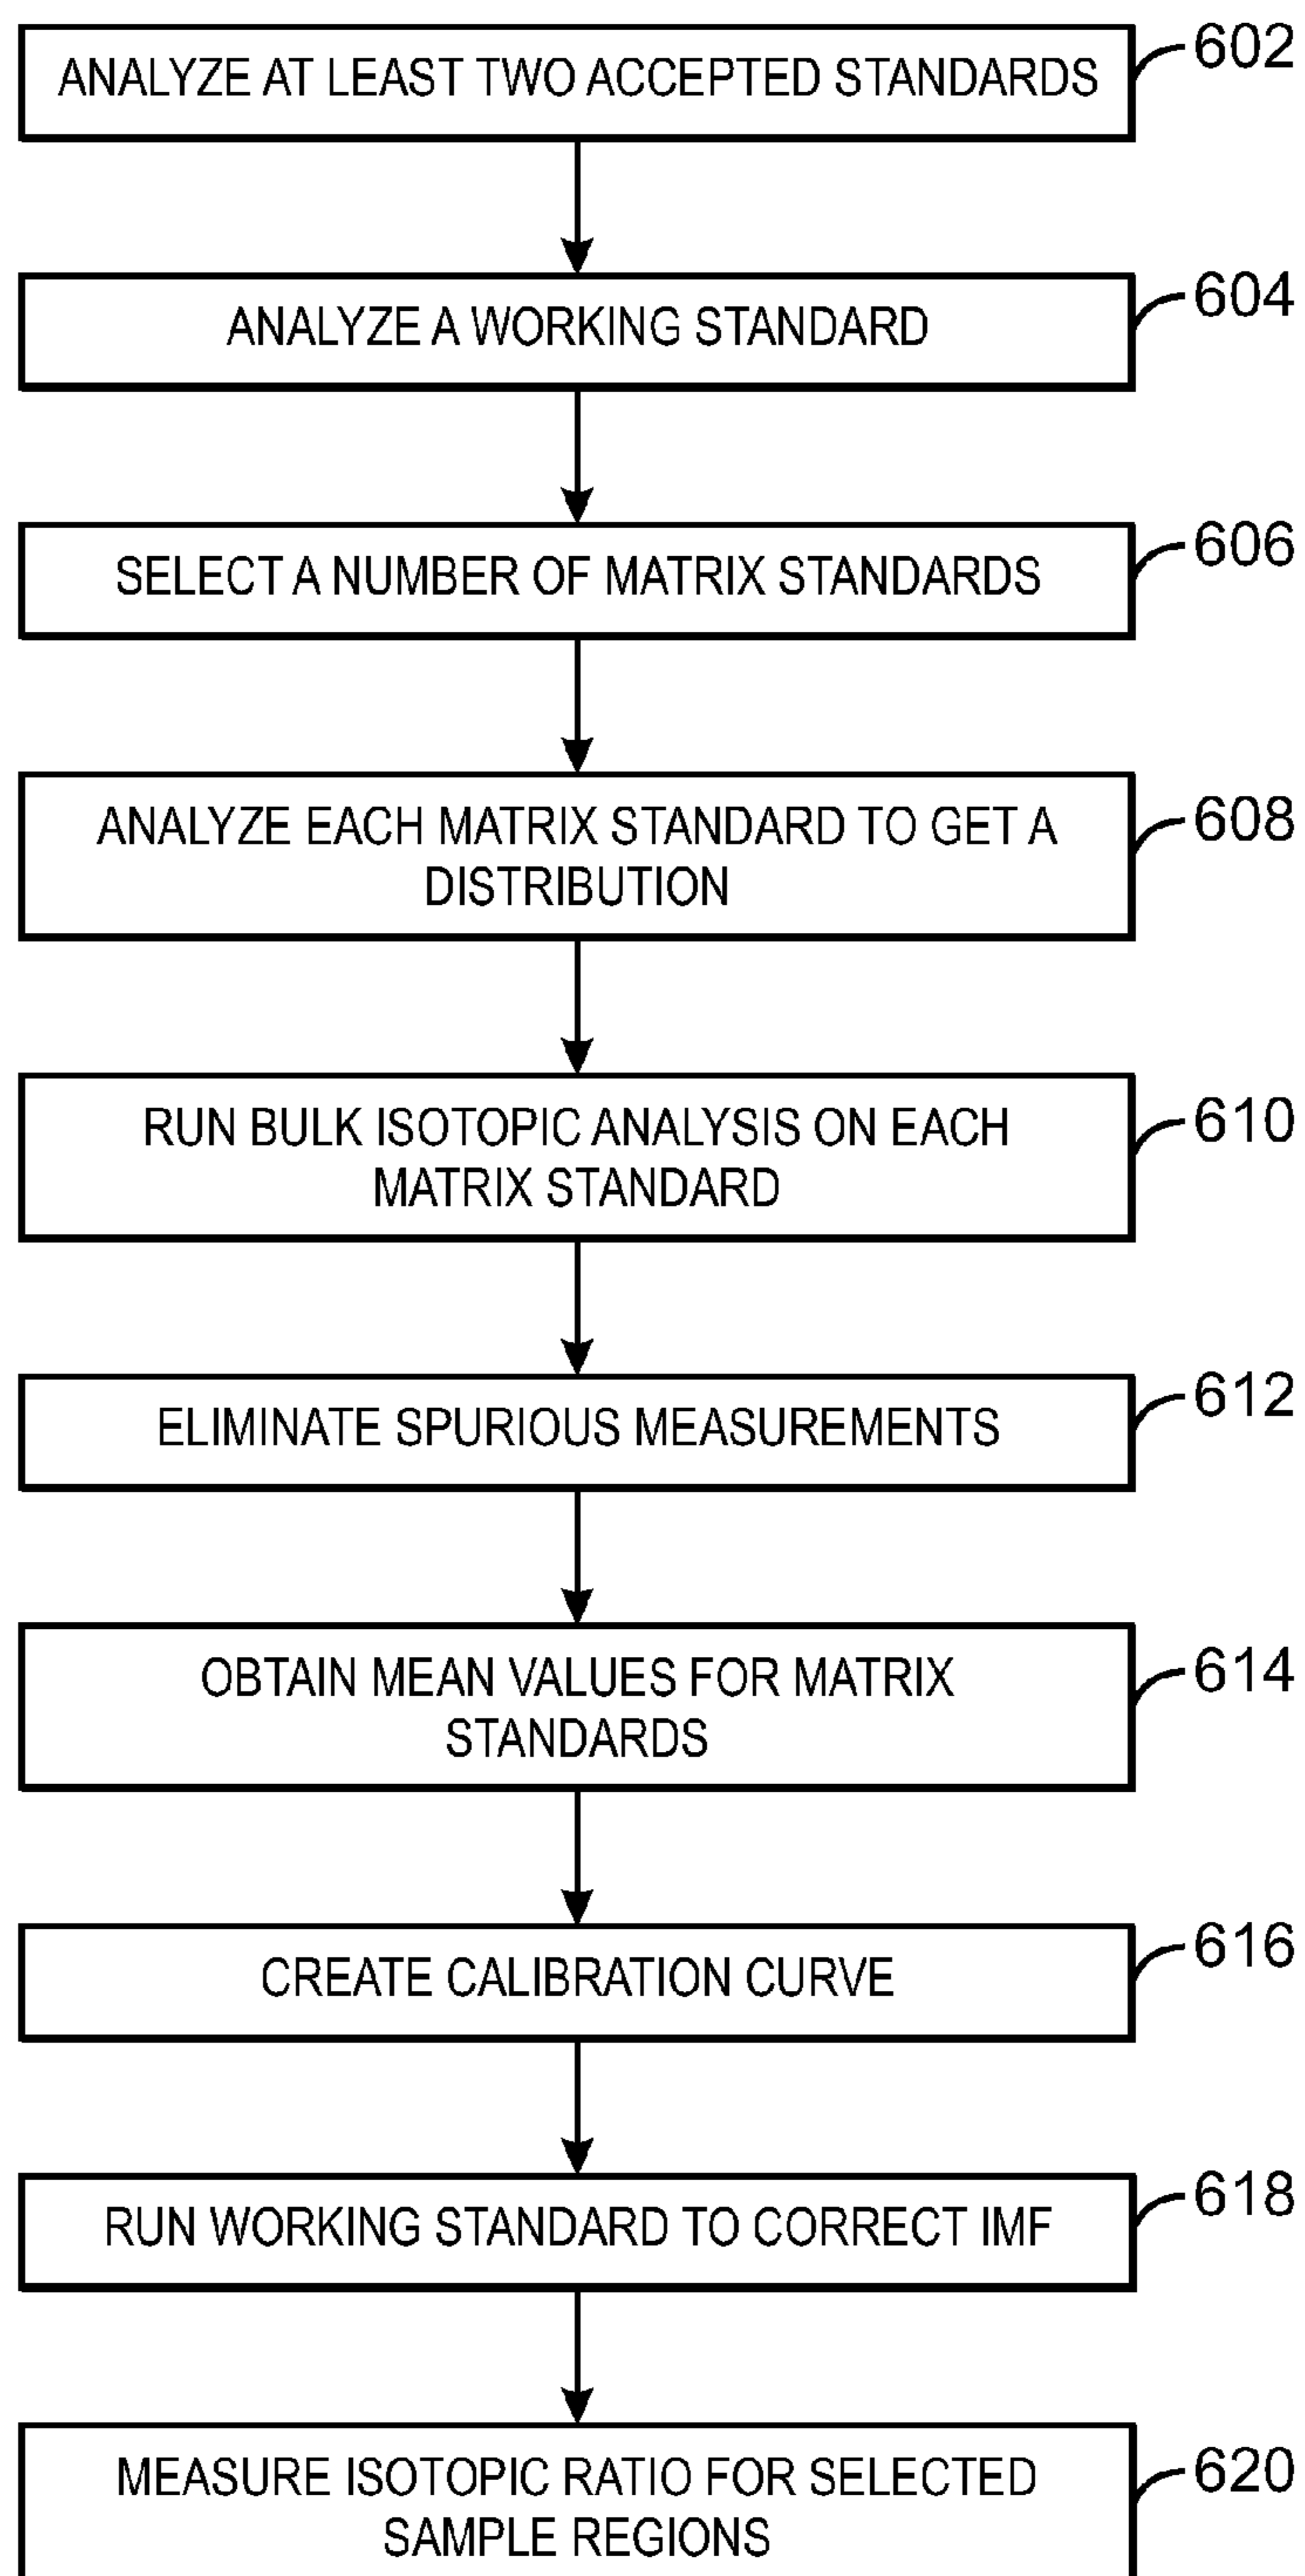 ANALYZE AT LEAST TWO ACCEPTED STANDARDS
602
ANALYZE A WORKING STANDARD
604
SELECT A NUMBER OF MATRIX STANDARDS
606
ANALYZE EACH MATRIX STANDARD TO GET A
DISTRIBUTION
608
RUN BULK ISOTOPIC ANALYSIS ON EACH
MATRIX STANDARD
610
ELIMINATE SPURIOUS MEASUREMENTS
612
OBTAIN MEAN VALUES FOR MATRIX
STANDARDS
614
CREATE CALIBRATION CURVE
616
RUN WORKING STANDARD TO CORRECT IMF
618
MEASURE ISOTOPIC RATIO FOR SELECTED
SAMPLE REGIONS
620